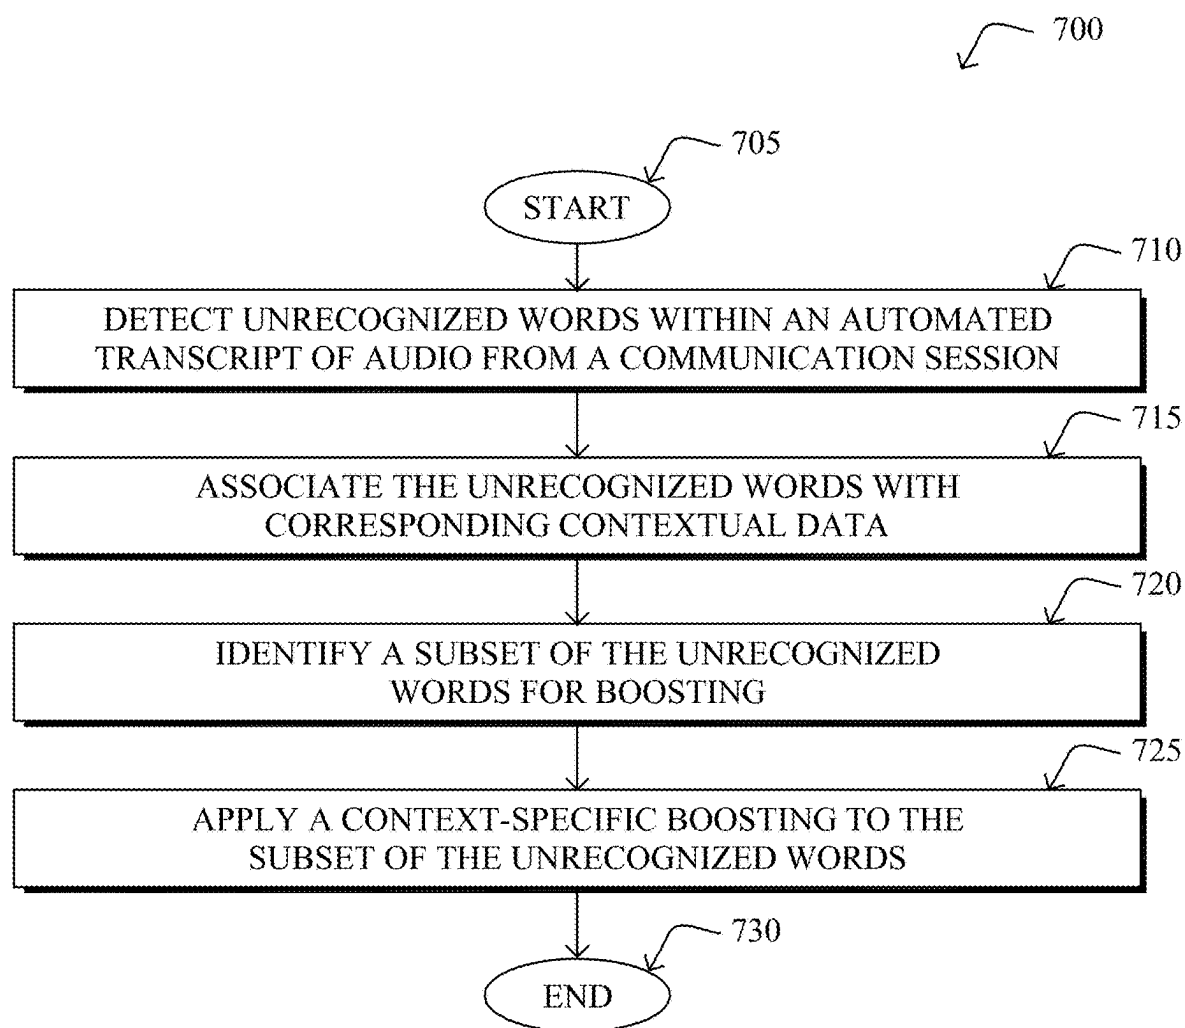 700
705
START
710
DETECT UNRECOGNIZED WORDS WITHIN AN AUTOMATED
TRANSCRIPT OF AUDIO FROM A COMMUNICATION SESSION
715
ASSOCIATE THE UNRECOGNIZED WORDS WITH
CORRESPONDING CONTEXTUAL DATA
720
IDENTIFY A SUBSET OF THE UNRECOGNIZED
WORDS FOR BOOSTING
725
APPLY A CONTEXT-SPECIFIC BOOSTING TO THE
SUBSET OF THE UNRECOGNIZED WORDS
730
END